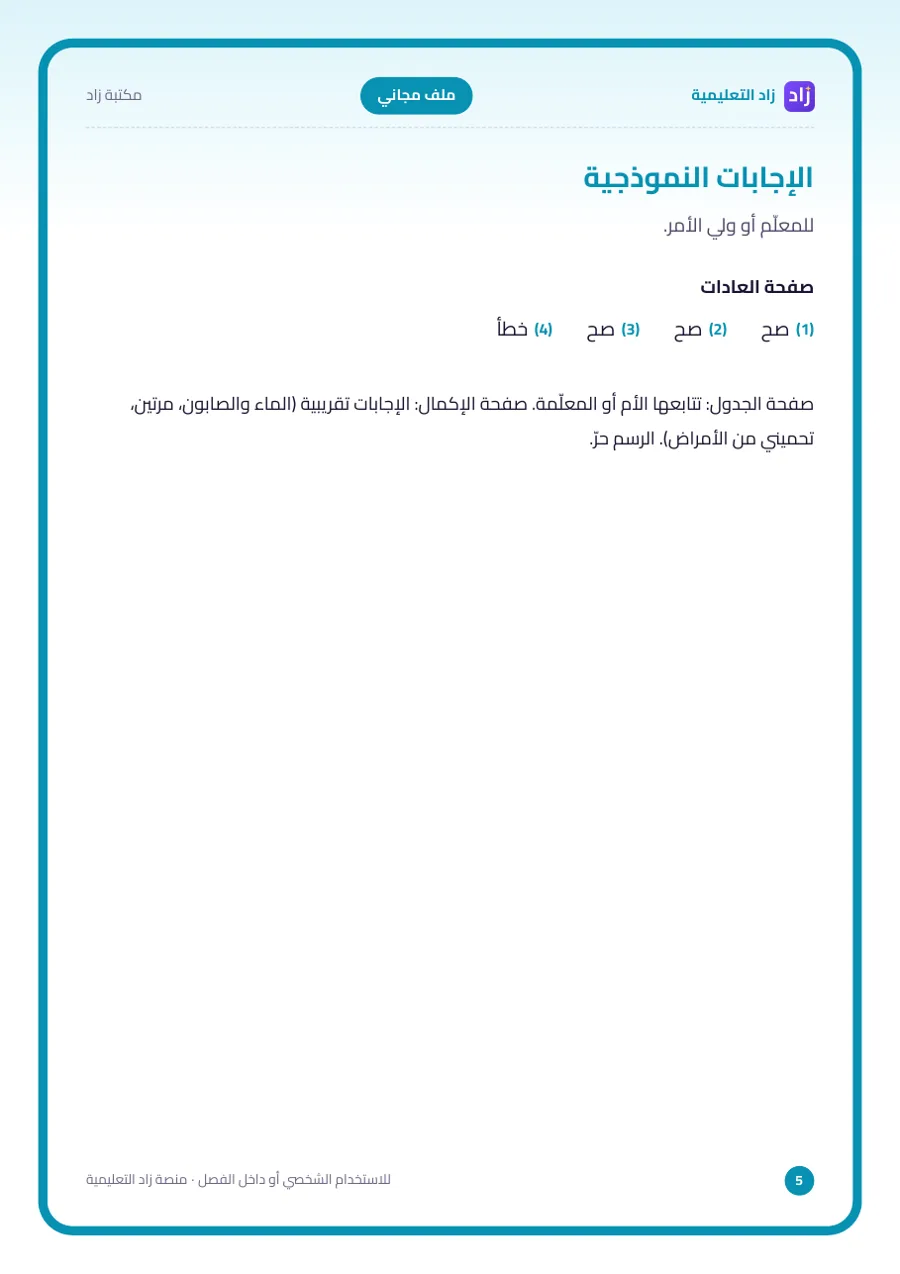 زاد زاد التعليمية ملف مجاني مكتبة زاد
الإجابات النموذجية
للمعلّم أو ولي الأمر.
صفحة العادات
(1) صح (2) صح (3) صح (4) خطأ
صفحة الجدول: تتابعها الأم أو المعلّمة. صفحة الإكمال: الإجابات تقريبية (الماء والصابون، مرتين،
تحميني من الأمراض). الرسم حرّ.
5 للاستخدام الشخصي أو داخل الفصل · منصة زاد التعليمية